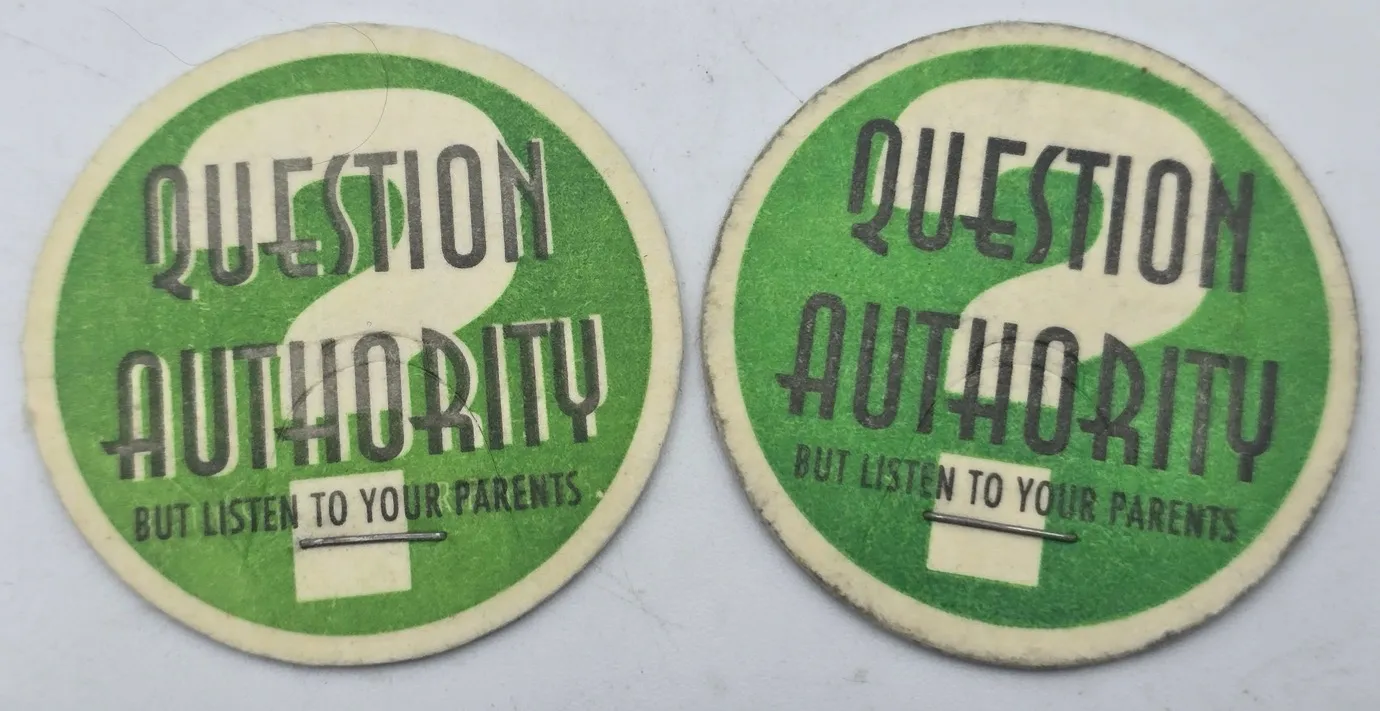 QUESTION
AUTHORITY
BUT LISTEN TO YOUR PARENTS
QUESTION
AUTHORITY
BUT LISTEN TO YOUR PARENTS